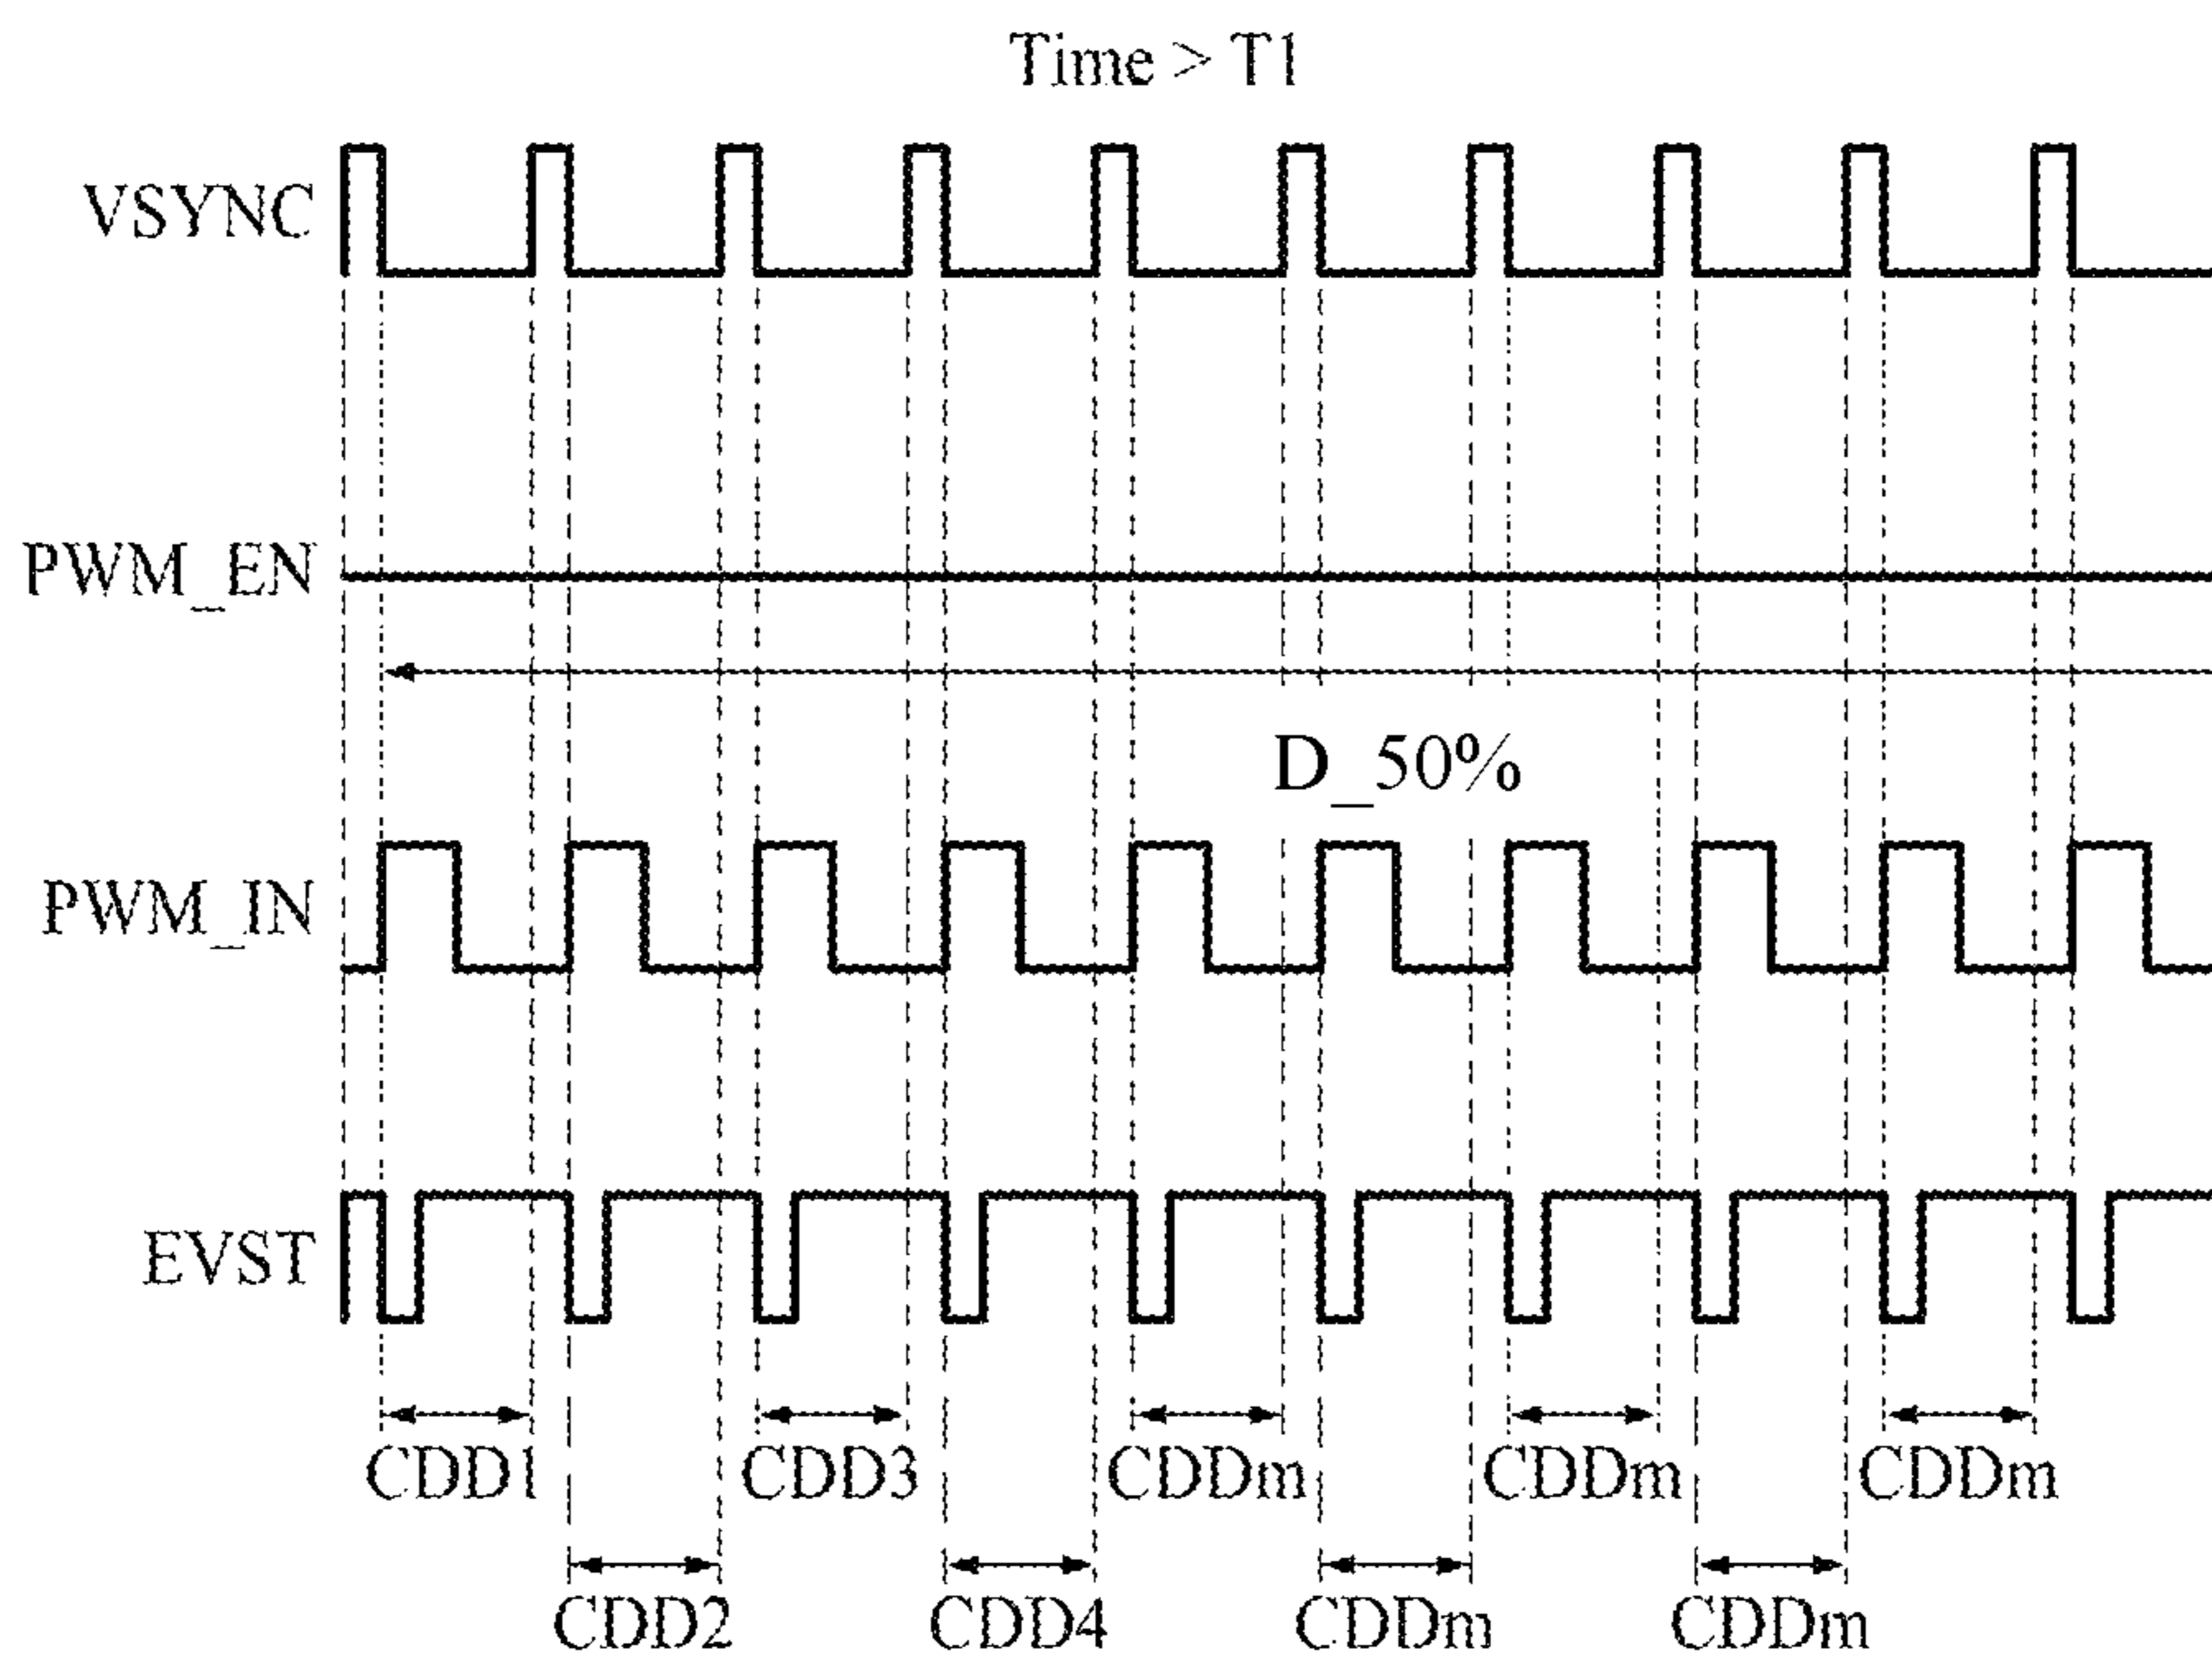 Time > T1
VSYNC
PWM_EN
D_50%
PWM_IN
EVST
CDD1 CDD3 CDDm CDDm CDDm
CDD2 CDD4 CDDm CDDm